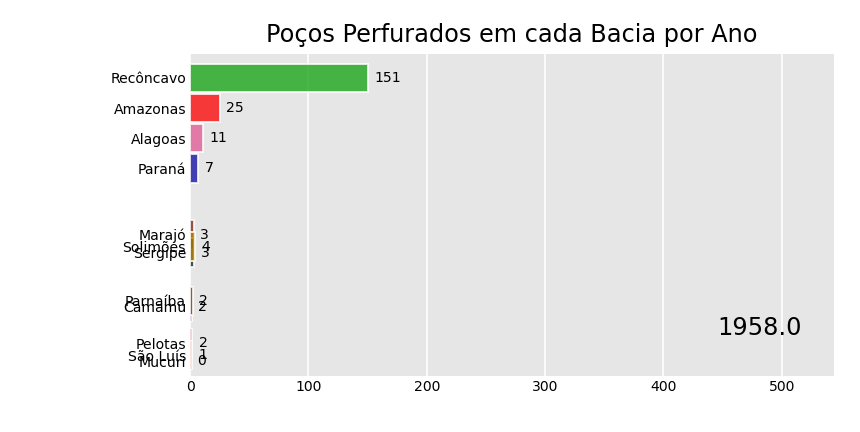 Poços Perfurados em cada Bacia por Ano
Recôncavo 151
Amazonas 25
Alagoas 11
Paraná 7
Marajó 3
Solimões 4
Sergipe 3
Parnaíba 2
Camamu 2
1958.0
Pelotas 2
São Luís 1
Mucuri 0
0 100 200 300 400 500